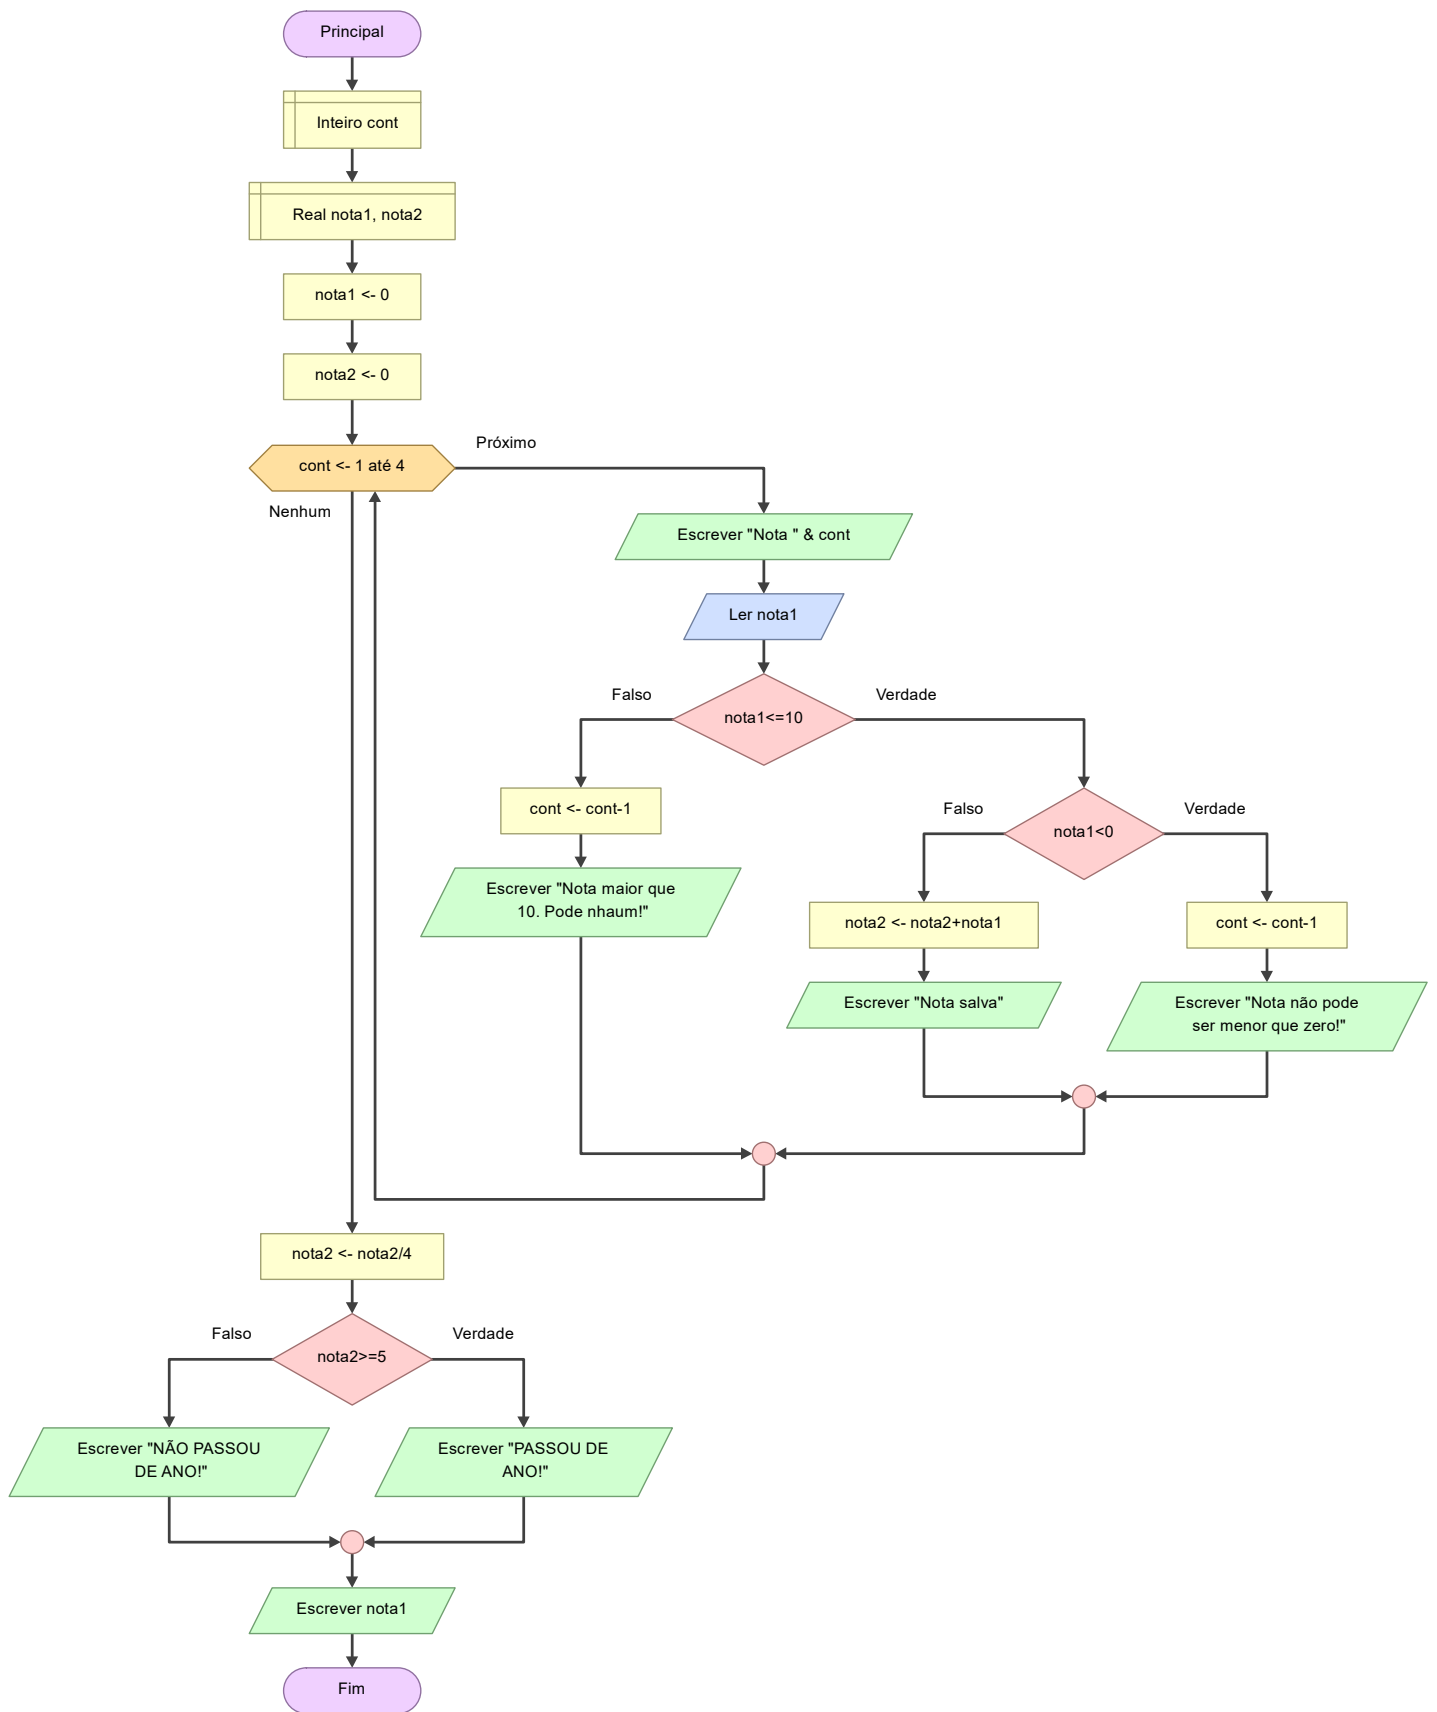 Principal
Inteiro cont
Real nota1, nota2
nota1 <- 0
nota2 <- 0
cont <- 1 até 4
Próximo
Nenhum
Escrever "Nota " & cont
Ler nota1
nota1<=10
Falso
Verdade
cont <- cont-1
Escrever "Nota maior que
10. Pode nhaum!"
nota1<0
Falso
Verdade
nota2 <- nota2+nota1
Escrever "Nota salva"
cont <- cont-1
Escrever "Nota não pode
ser menor que zero!"
nota2 <- nota2/4
nota2>=5
Falso
Verdade
Escrever "NÃO PASSOU
DE ANO!"
Escrever "PASSOU DE
ANO!"
Escrever nota1
Fim